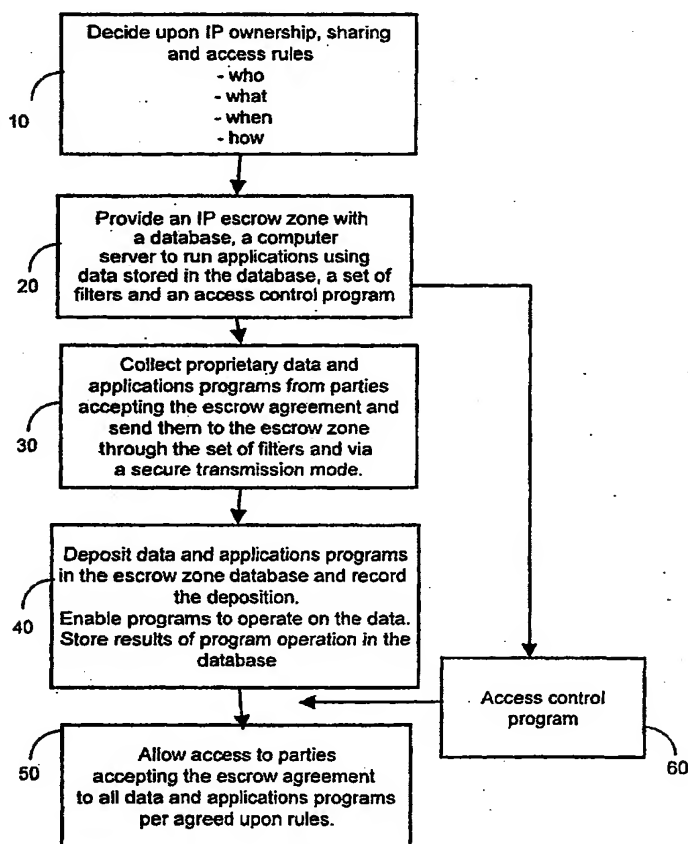 Decide upon IP ownership, sharing
and access rules
- who
- what
- when
- how
10
Provide an IP escrow zone with
a database, a computer
server to run applications using
data stored in the database, a set of
filters and an access control program
20
Collect proprietary data and
applications programs from parties
accepting the escrow agreement and
send them to the escrow zone
through the set of filters and via
a secure transmission mode.
30
Deposit data and applications programs
in the escrow zone database and record
the deposition.
Enable programs to operate on the data.
Store results of program operation in the
database
40
Access control
program
60
Allow access to parties
accepting the escrow agreement
to all data and applications programs
per agreed upon rules.
50